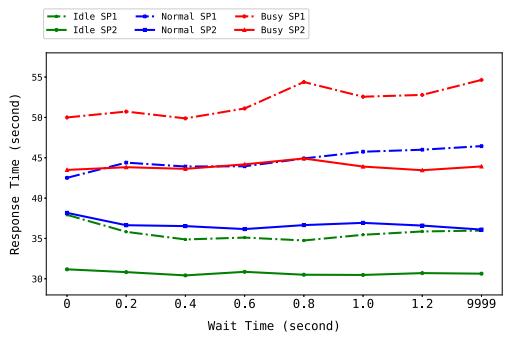 Idle SP1 Normal SP1 Busy SP1
Idle SP2 Normal SP2 Busy SP2
Response Time (second)
55
50
45
40
35
30
0 0.2 0.4 0.6 0.8 1.0 1.2 9999
Wait Time (second)